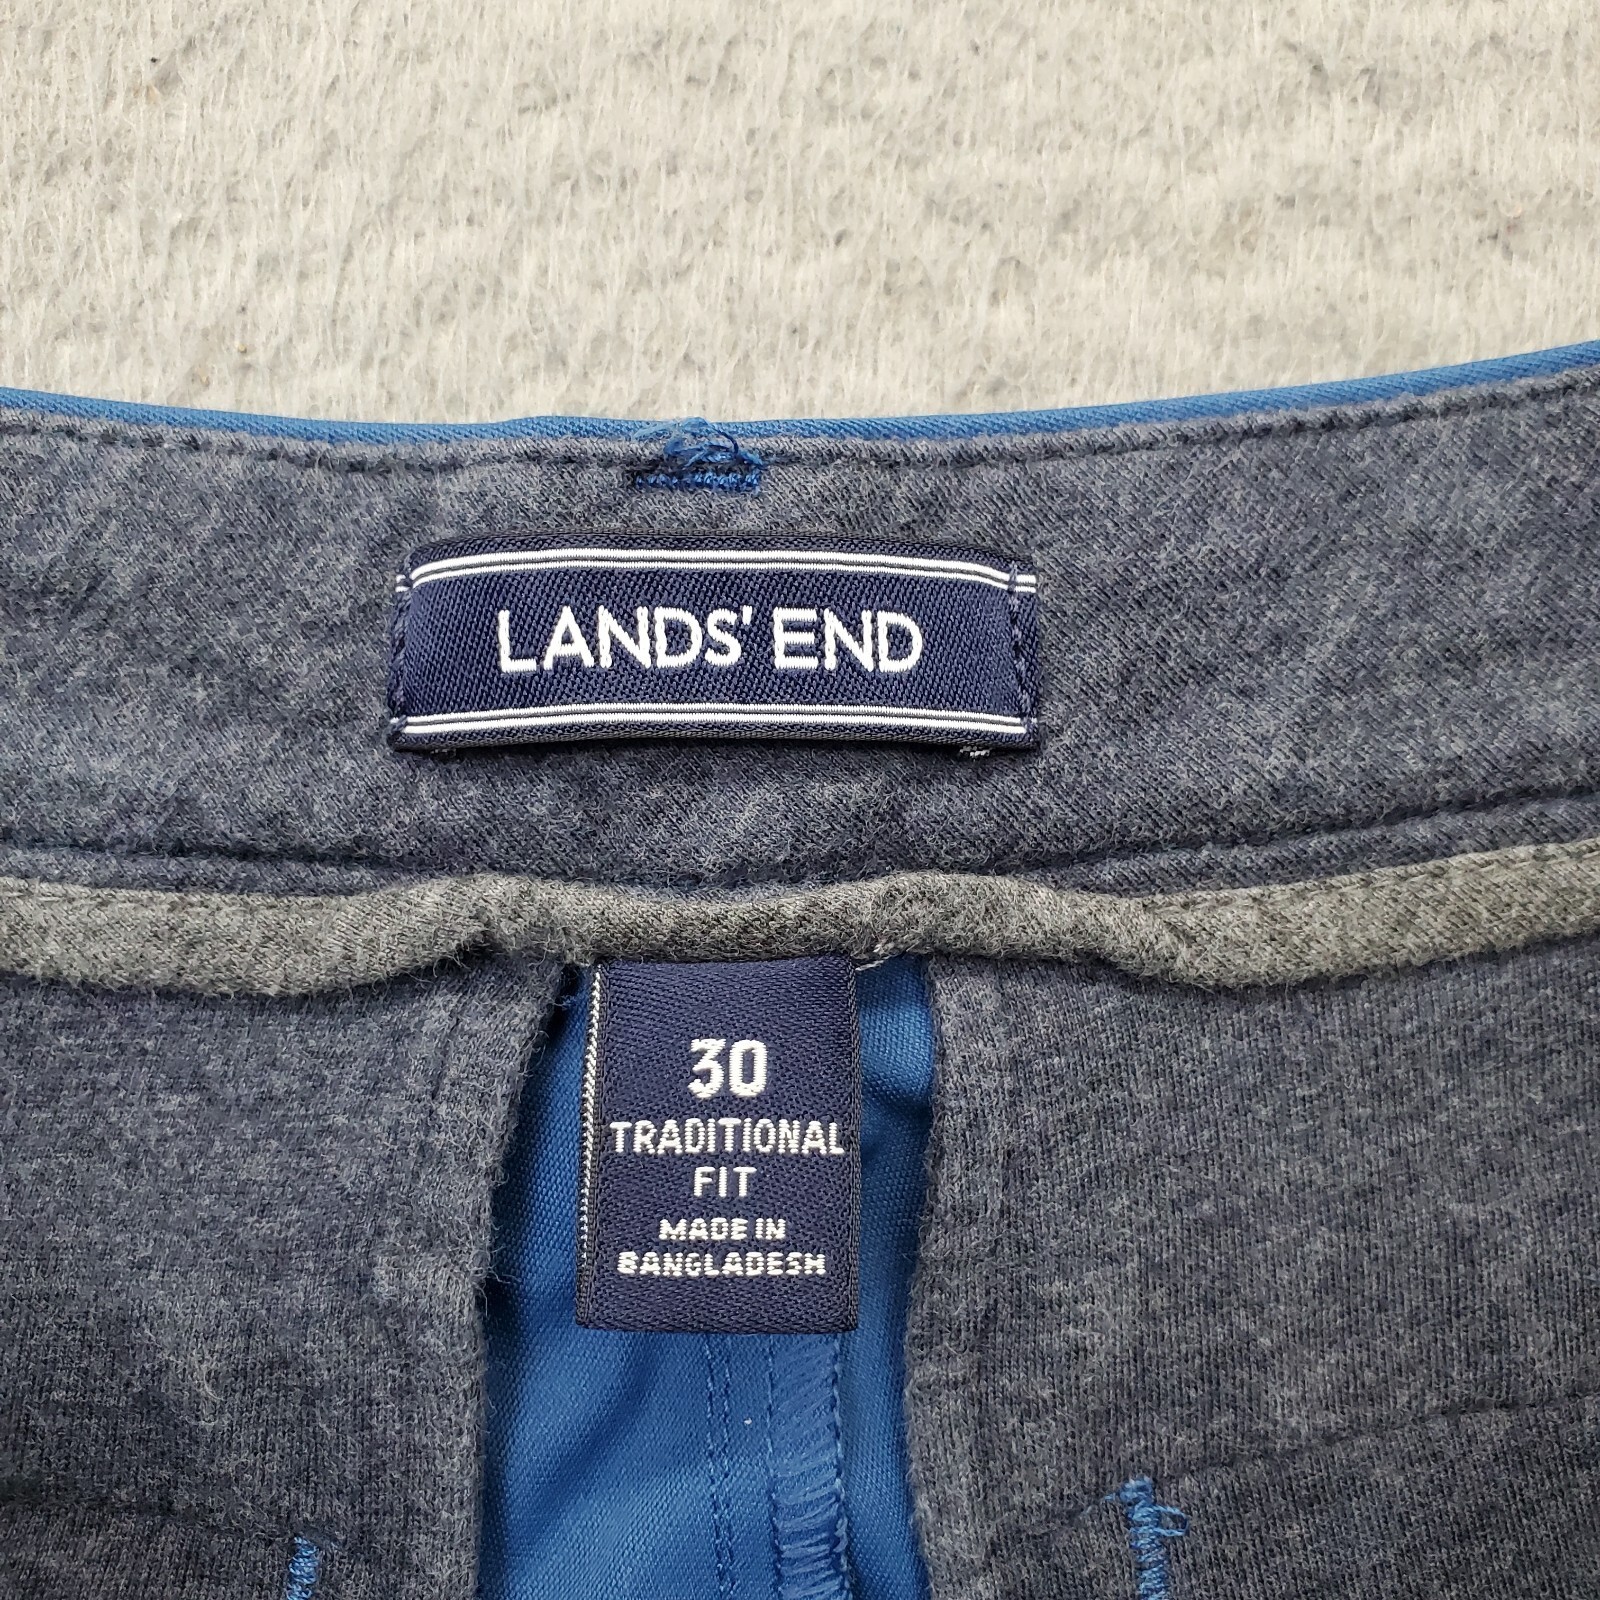 LANDS' END
30
TRADITIONAL
FIT
MADE IN
BANGLADESH